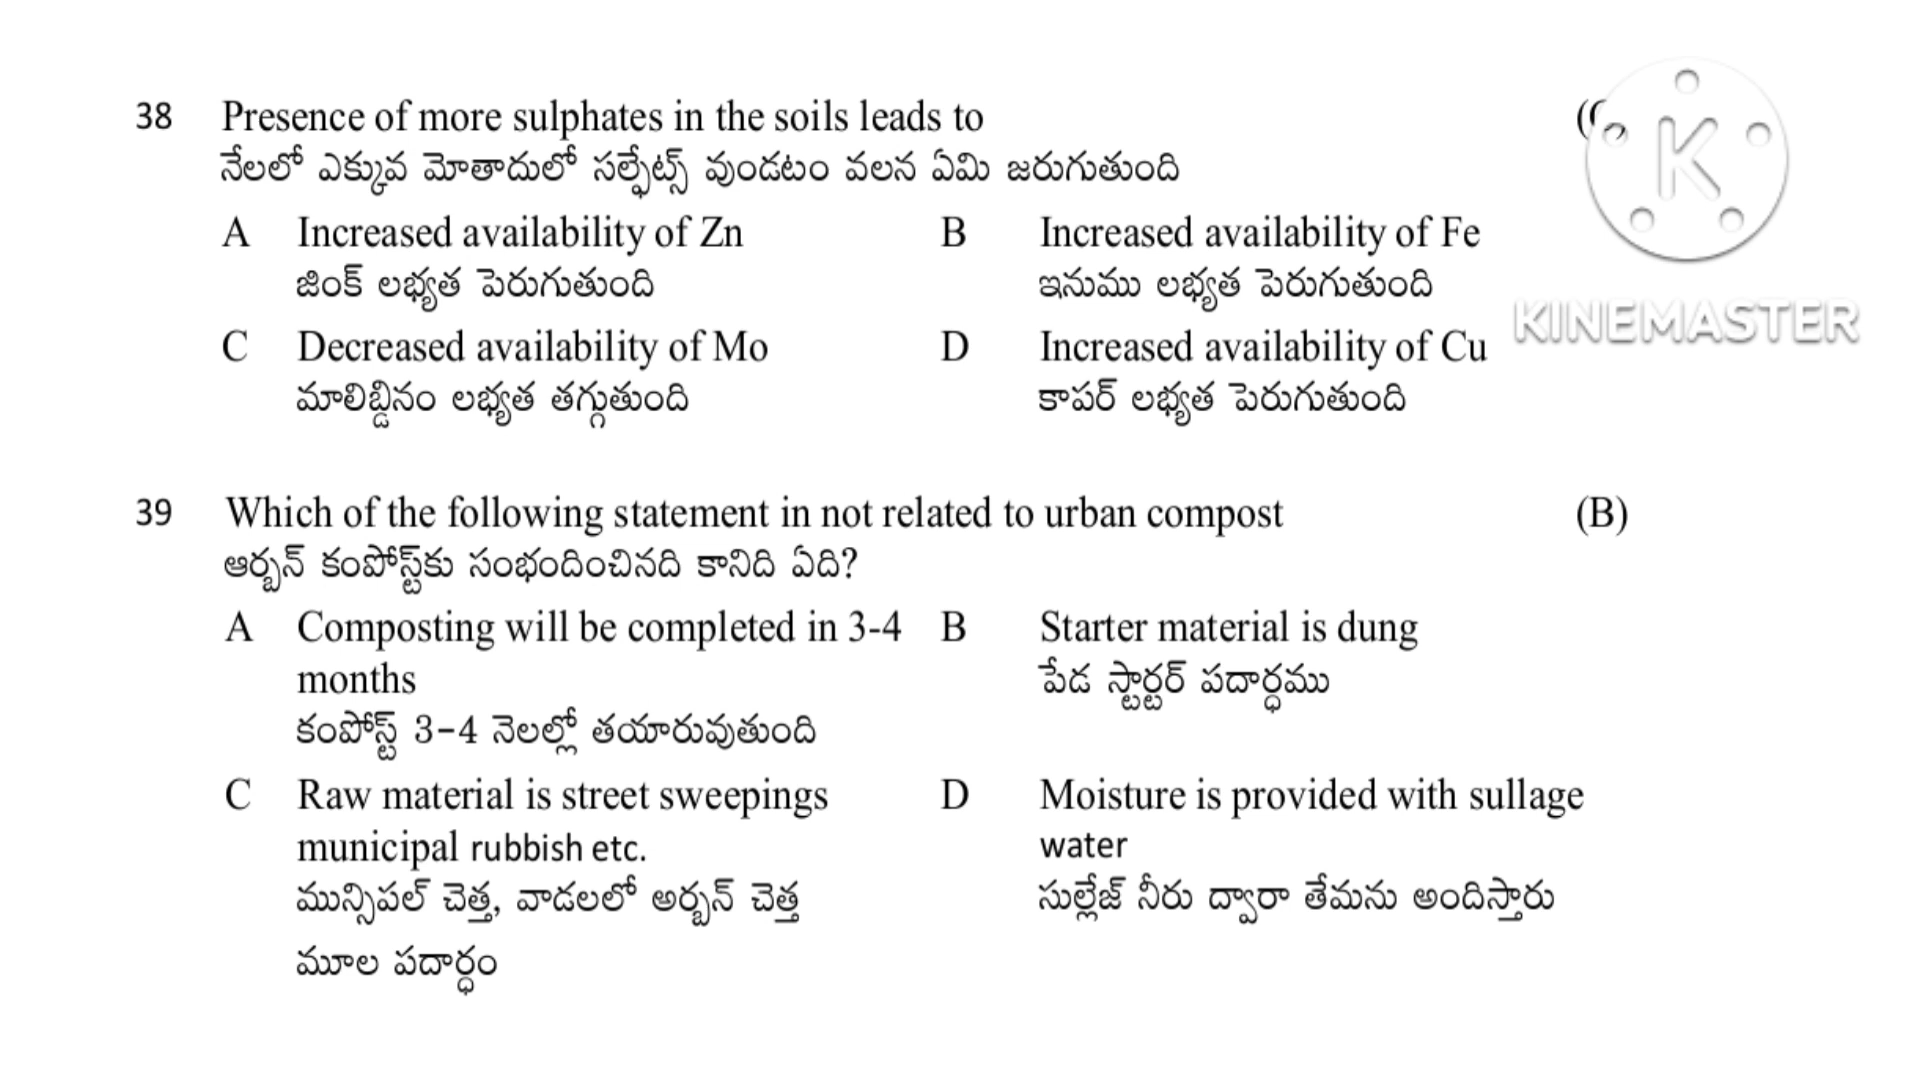 38 Presence of more sulphates in the soils leads to
నేలలో ఎక్కువ మోతాదులో సల్ఫేట్స్ వుండటం వలన ఏమి జరుగుతుంది
A Increased availability of Zn B Increased availability of Fe
జింక్ లభ్యత పెరుగుతుంది ఇనుము లభ్యత పెరుగుతుంది
C Decreased availability of Mo D Increased availability of Cu
మాలిబ్డినం లభ్యత తగ్గుతుంది కాపర్ లభ్యత పెరుగుతుంది
K
KINEMASTER
39 Which of the following statement in not related to urban compost (B)
ఆర్బన్ కంపోస్ట్‌కు సంభందించినది కానిది ఏది?
A Composting will be completed in 3-4 B Starter material is dung
months పేడ స్టార్టర్ పదార్ధము
కంపోస్ట్ 3-4 నెలల్లో తయారువుతుంది
C Raw material is street sweepings D Moisture is provided with sullage
municipal rubbish etc. water
మున్సిపల్ చెత్త, వాడలలో అర్బన్ చెత్త సుల్లేజ్ నీరు ద్వారా తేమను అందిస్తారు
మూల పదార్ధం